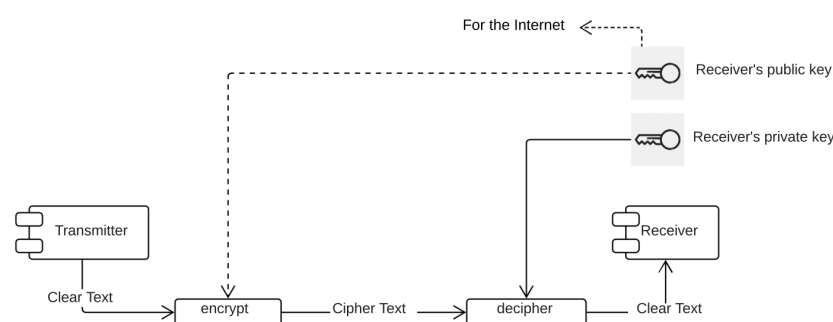 For the Internet
Receiver's public key
Receiver's private key
Transmitter
Receiver
Clear Text
encrypt
Cipher Text
decipher
Clear Text